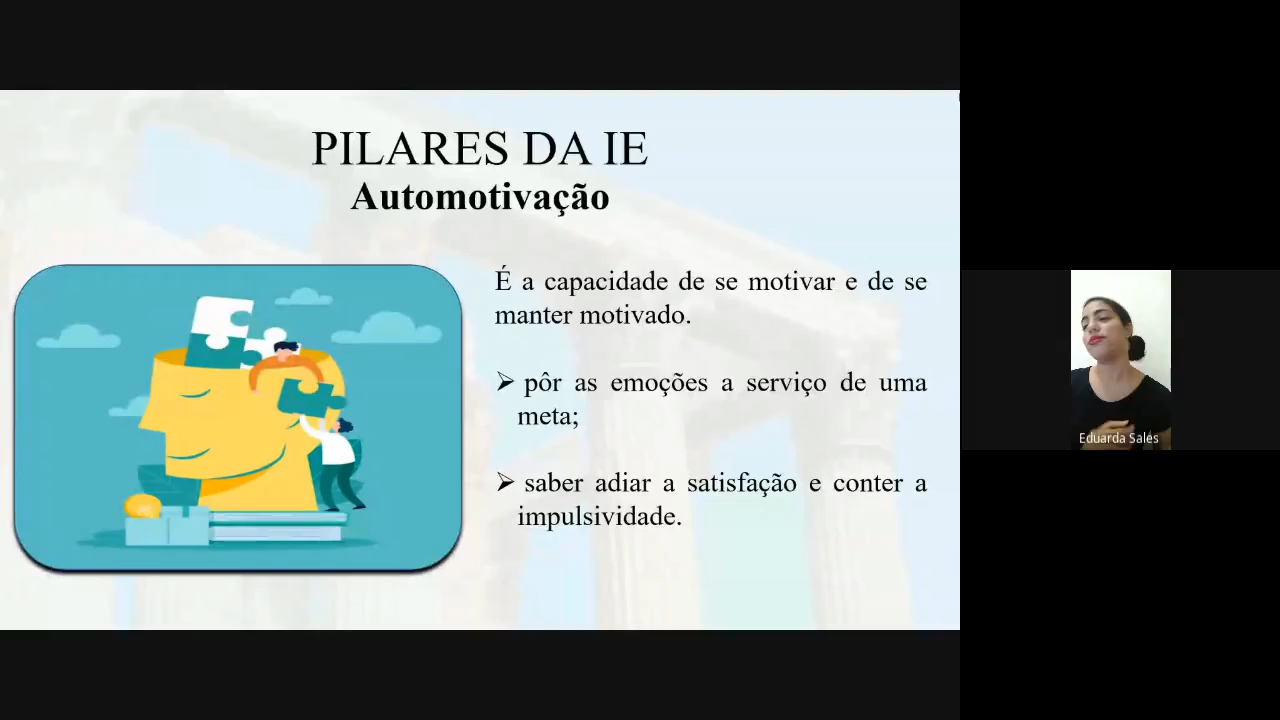 PILARES DA IE
Automotivação
É a capacidade de se motivar e de se
manter motivado.
➢ pôr as emoções a serviço de uma
meta;
➢ saber adiar a satisfação e conter a
impulsividade.
Eduarda Sales